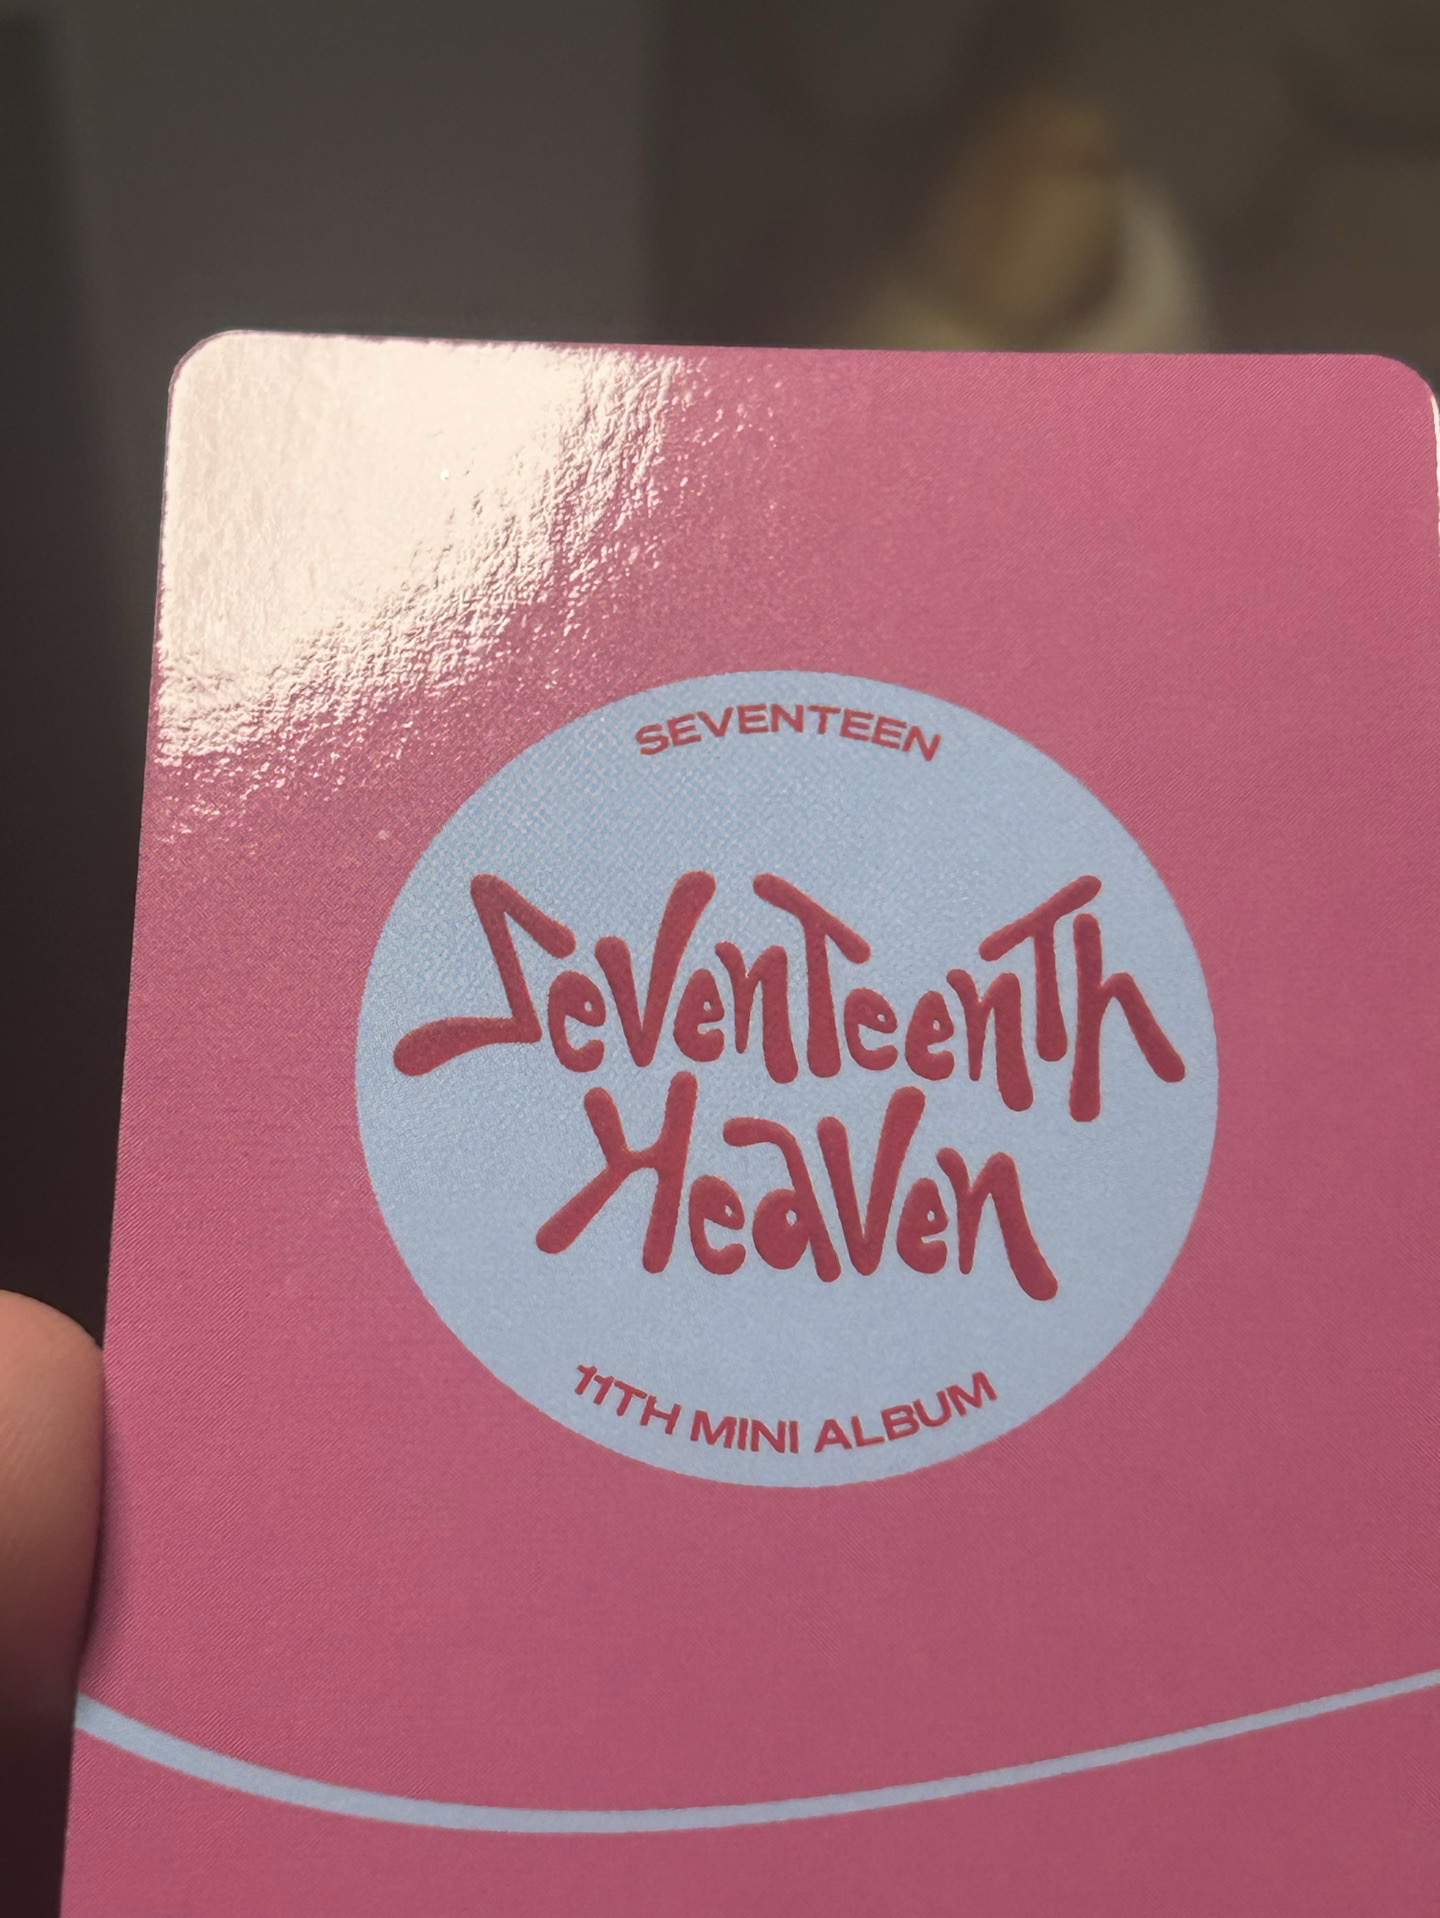 SEVENTEEN
SevenTeenTh
Heaven
11TH MINI ALBUM